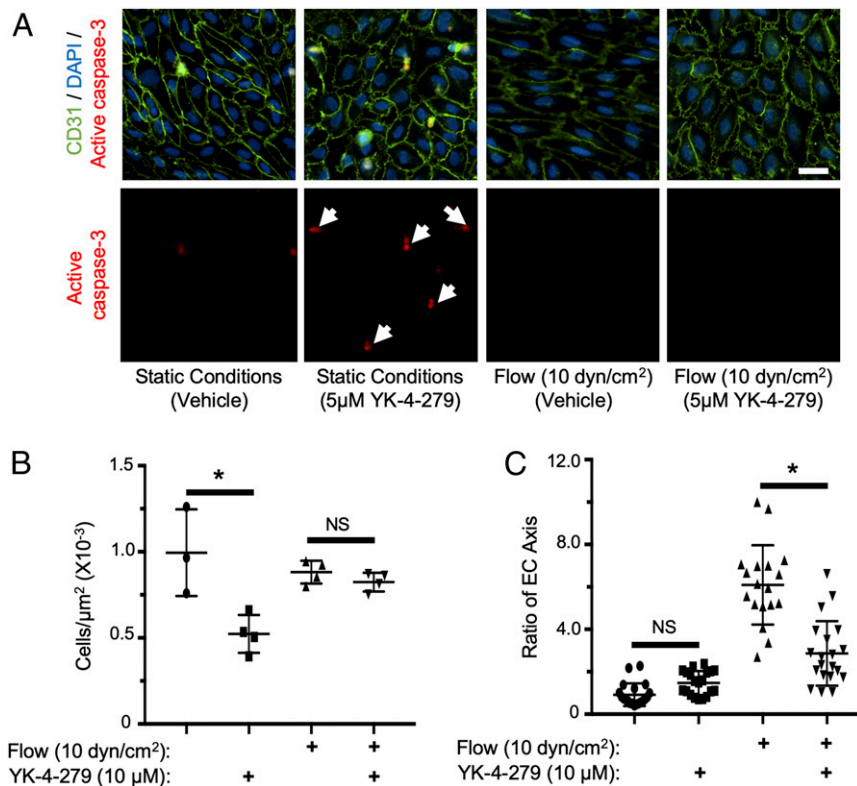 A
CD31 / DAPI /
Active caspase-3
Active
caspase-3
Static Conditions
(Vehicle)
Static Conditions
(5μM YK-4-279)
Flow (10 dyn/cm²)
(Vehicle)
Flow (10 dyn/cm²)
(5μM YK-4-279)
B
Cells/μm² (X10⁻³)
1.5
1.0
0.5
0
*
NS
Flow (10 dyn/cm²): + +
YK-4-279 (10 μM): + +
C
Ratio of EC Axis
12.0
8.0
4.0
0
NS
*
Flow (10 dyn/cm²): + +
YK-4-279 (10 μM): + +